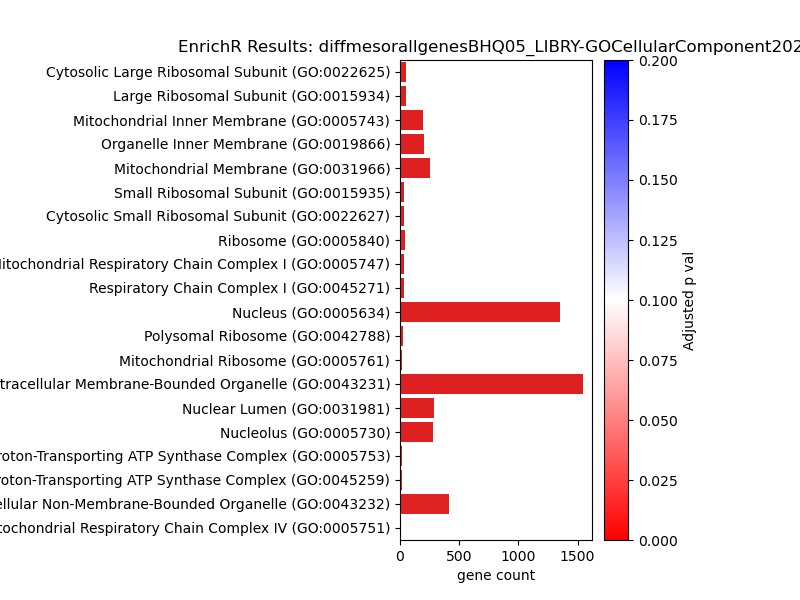 EnrichR Results: diffmesorallgenesBHQ05_LIBRY-GOCellularComponent202
Cytosolic Large Ribosomal Subunit (GO:0022625)
Large Ribosomal Subunit (GO:0015934)
Mitochondrial Inner Membrane (GO:0005743)
Organelle Inner Membrane (GO:0019866)
Mitochondrial Membrane (GO:0031966)
Small Ribosomal Subunit (GO:0015935)
Cytosolic Small Ribosomal Subunit (GO:0022627)
Ribosome (GO:0005840)
Mitochondrial Respiratory Chain Complex I (GO:0005747)
Respiratory Chain Complex I (GO:0045271)
Nucleus (GO:0005634)
Polysomal Ribosome (GO:0042788)
Mitochondrial Ribosome (GO:0005761)
tracellular Membrane-Bounded Organelle (GO:0043231)
Nuclear Lumen (GO:0031981)
Nucleolus (GO:0005730)
roton-Transporting ATP Synthase Complex (GO:0005753)
roton-Transporting ATP Synthase Complex (GO:0045259)
ellular Non-Membrane-Bounded Organelle (GO:0043232)
tochondrial Respiratory Chain Complex IV (GO:0005751)
0 500 1000 1500
gene count
0.200
0.175
0.150
0.125
0.100
0.075
0.050
0.025
0.000
Adjusted p val